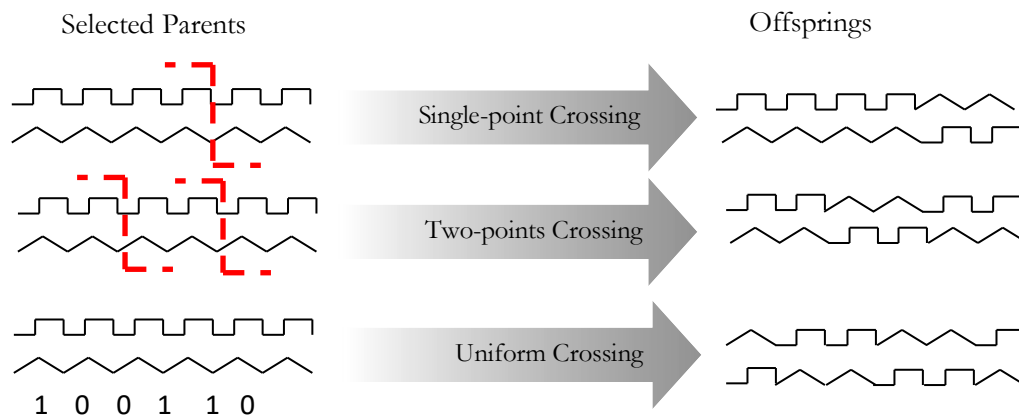 Selected Parents
Offsprings
Single-point Crossing
Two-points Crossing
Uniform Crossing
1 0 0 1 1 0